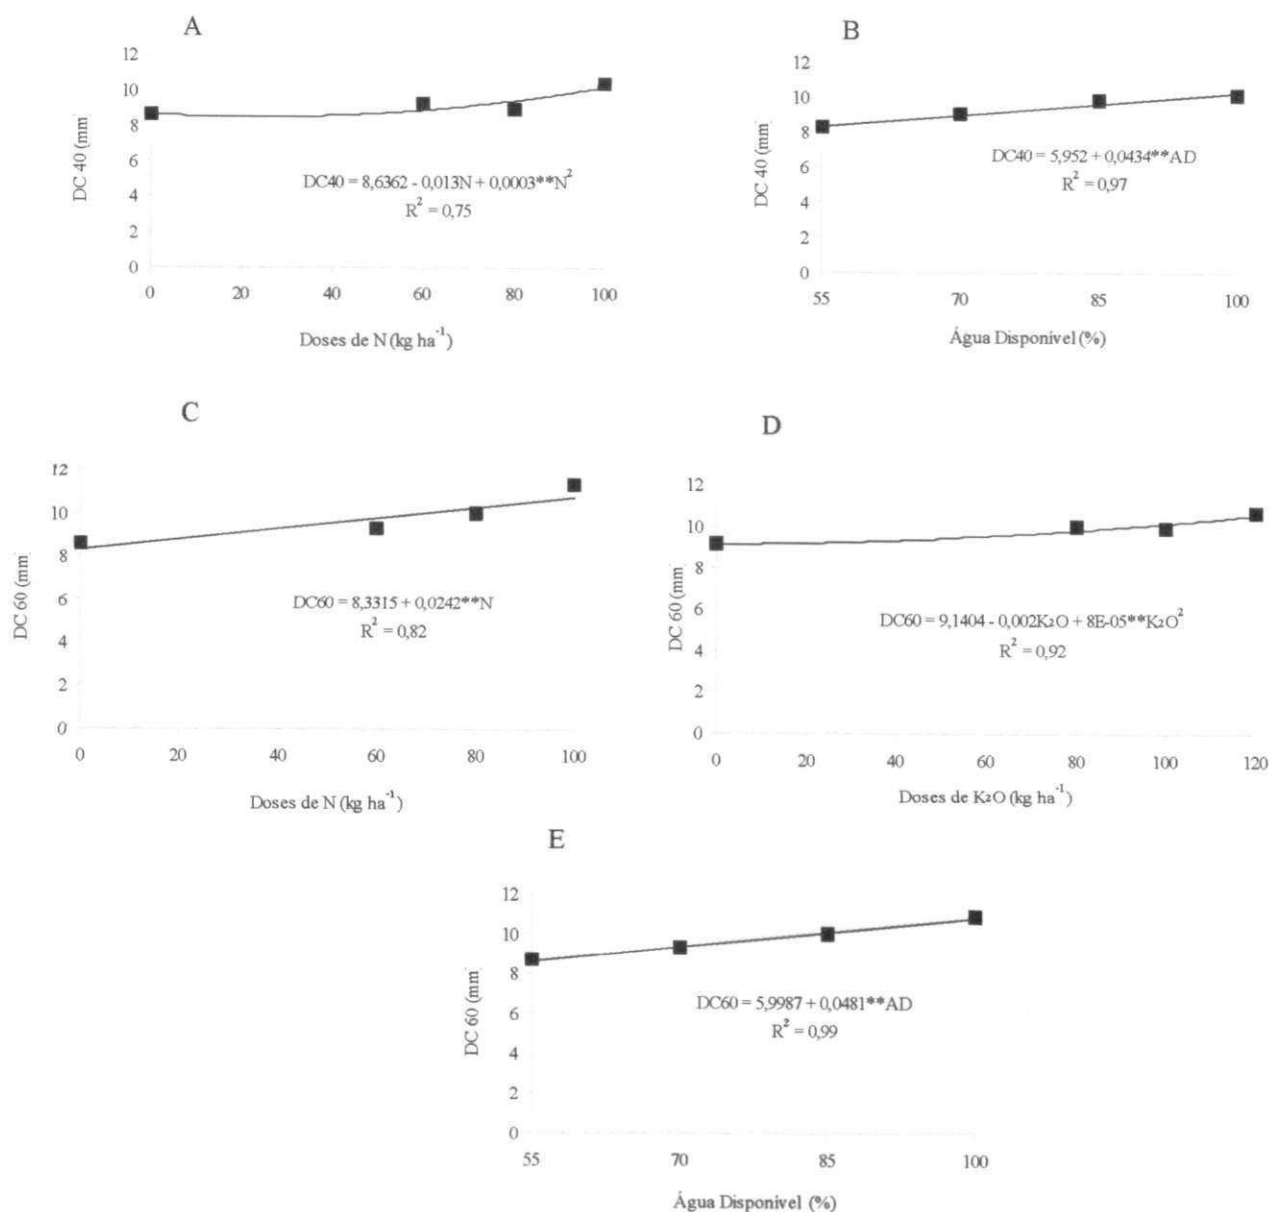 A
12
10
8
6
4
2
0
DC 40 (mm
DC40 = 8,6362 - 0,013N + 0,0003**N²
R² = 0,75
0 20 40 60 80 100
Doses de N (kg ha⁻¹)
B
12
10
8
6
4
2
0
DC 40 (mm
DC40 = 5,952 + 0,0434**AD
R² = 0,97
55 70 85 100
Água Disponível (%)
C
12
10
8
6
4
2
0
DC 60 (mm
DC60 = 8,3315 + 0,0242**N
R² = 0,82
0 20 40 60 80 100
Doses de N (kg ha⁻¹)
D
12
10
8
6
4
2
0
DC 60 (mm
DC60 = 9,1404 - 0,002K₂O + 8E-05**K₂O²
R² = 0,92
0 20 40 60 80 100 120
Doses de K₂O (kg ha⁻¹)
E
12
10
8
6
4
2
0
DC 60 (mm
DC60 = 5,9987 + 0,0481**AD
R² = 0,99
55 70 85 100
Água Disponível (%)